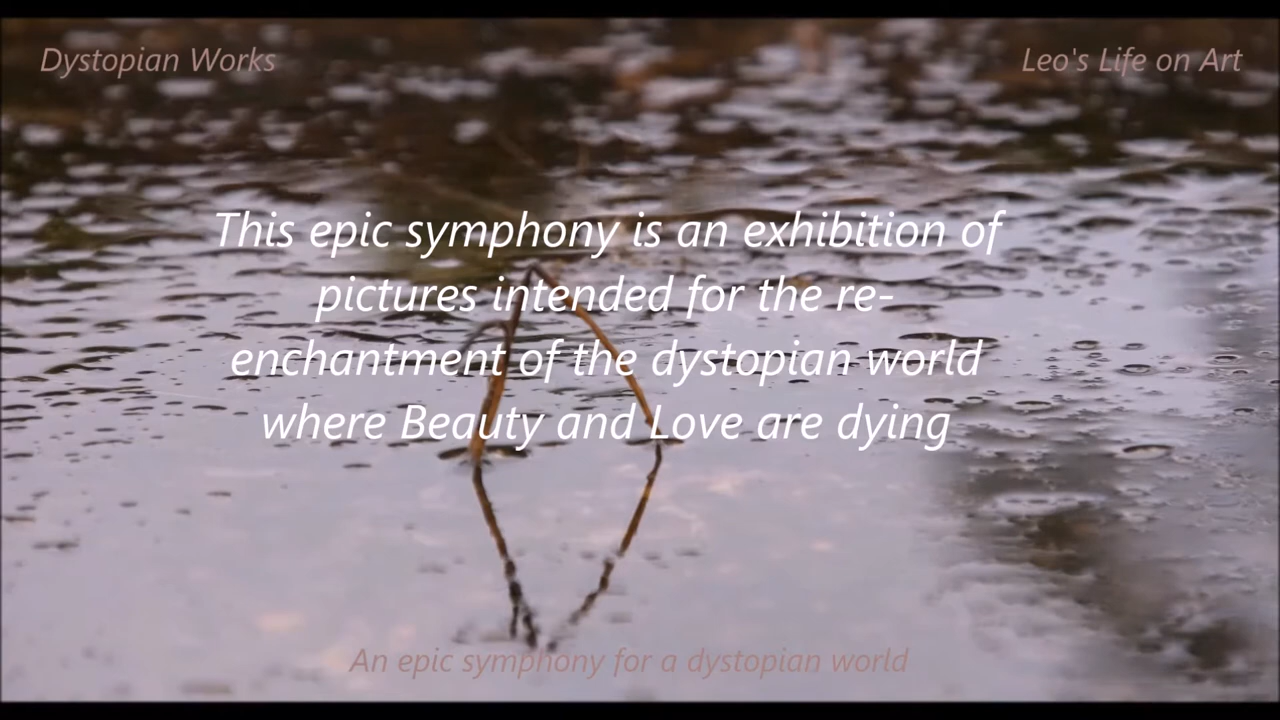 Dystopian Works
Leo's Life on Art
This epic symphony is an exhibition of
pictures intended for the re-
enchantment of the dystopian world
where Beauty and Love are dying
An epic symphony for a dystopian world